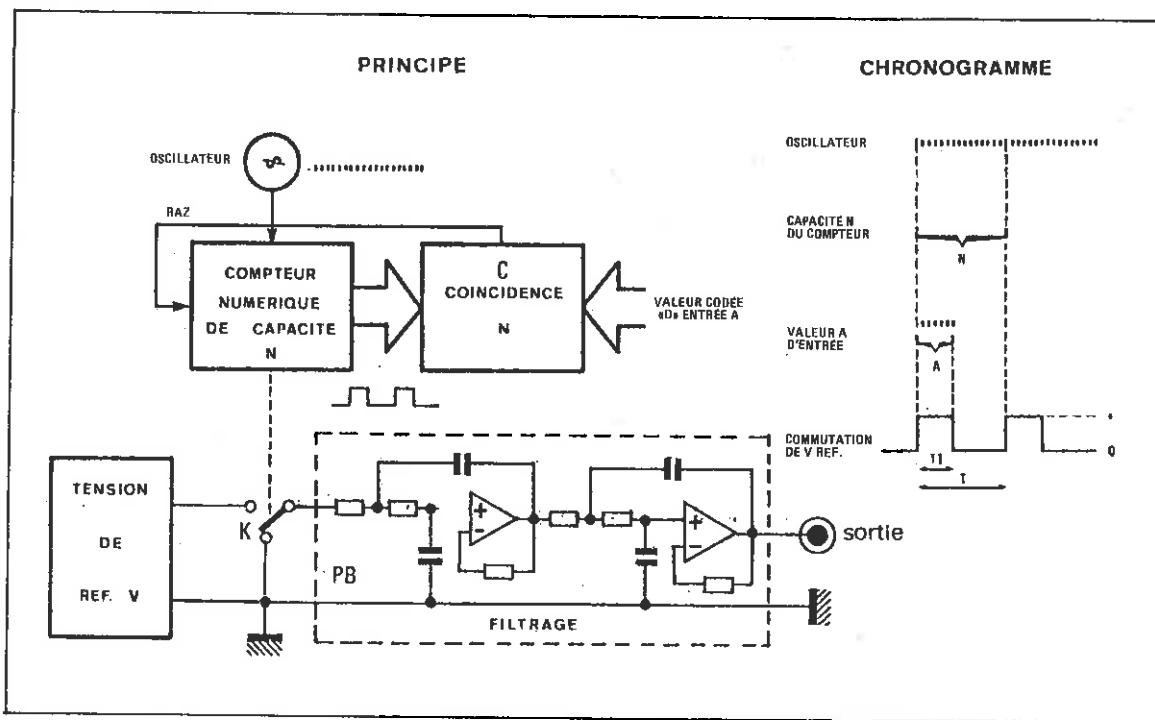 PRINCIPE
CHRONOGRAMME
OSCILLATEUR
RAZ
COMPTEUR
NUMERIQUE
DE CAPACITE
N
C
COINCIDENCE
N
VALEUR CODÉE
«D» ENTRÉE A
OSCILLATEUR
CAPACITÉ N
DU COMPTEUR
N
VALEUR A
D'ENTRÉE
A
COMMUTATION
DE V REF.
+
0
T1
T
TENSION
DE
REF. V
K
PB
+
−
+
−
FILTRAGE
sortie